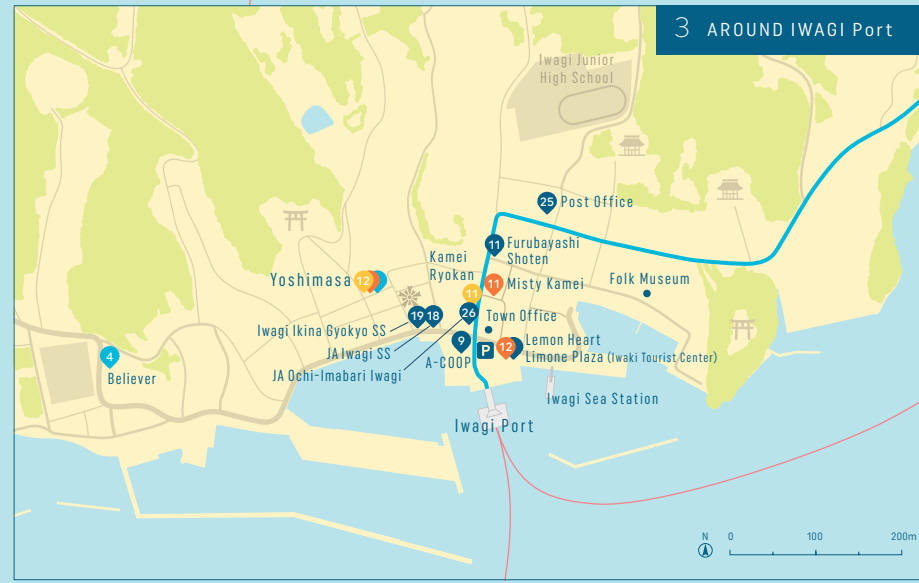 3 AROUND IWAGI Port
Iwagi Junior
High School
25 Post Office
11 Furubayashi
Shoten
Kamei
Ryokan
11
11 Misty Kamei
Folk Museum
Yoshimasa 12
19 18 26
Town Office
Iwagi Ikina Gyokyo SS
JA Iwagi SS
JA Ochi-Imabari Iwagi
9
A-COOP
P
12 Lemon Heart
Limone Plaza (Iwaki Tourist Center)
4
Believer
Iwagi Sea Station
Iwagi Port
N 0 100 200m